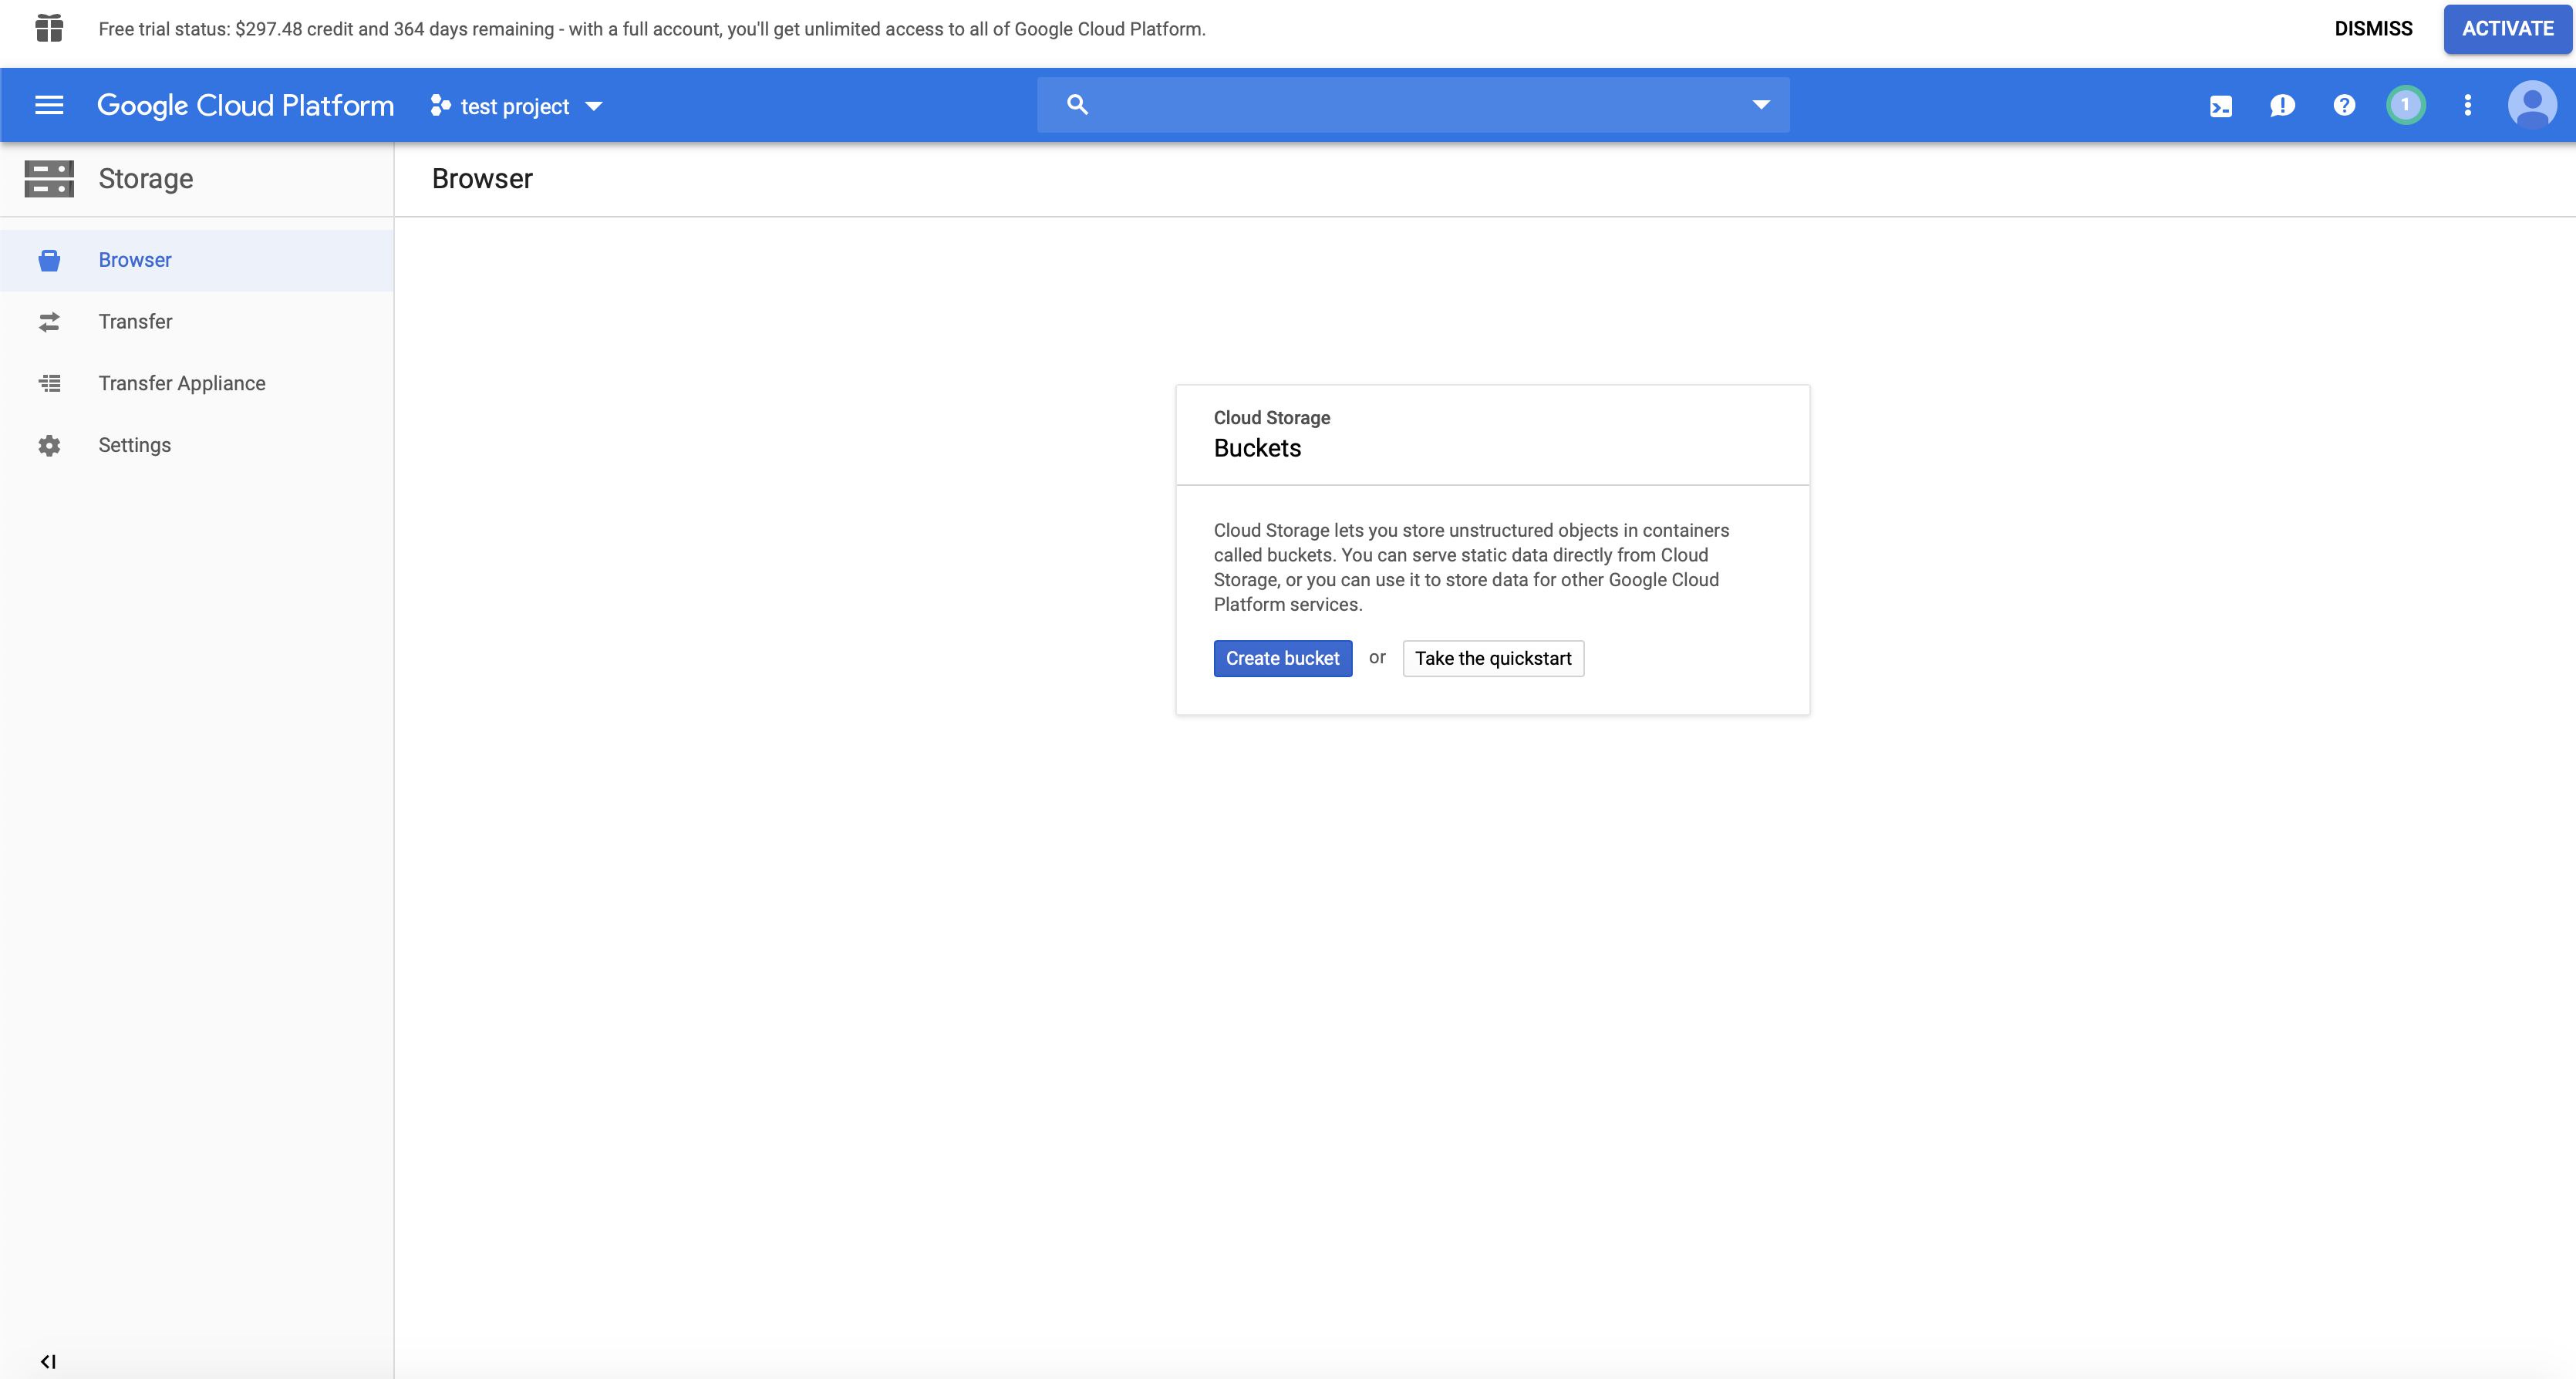 Free trial status: $297.48 credit and 364 days remaining - with a full account, you'll get unlimited access to all of Google Cloud Platform.
DISMISS
ACTIVATE
Google Cloud Platform
test project
1
Storage
Browser
Browser
Transfer
Transfer Appliance
Settings
Cloud Storage
Buckets
Cloud Storage lets you store unstructured objects in containers
called buckets. You can serve static data directly from Cloud
Storage, or you can use it to store data for other Google Cloud
Platform services.
Create bucket or Take the quickstart